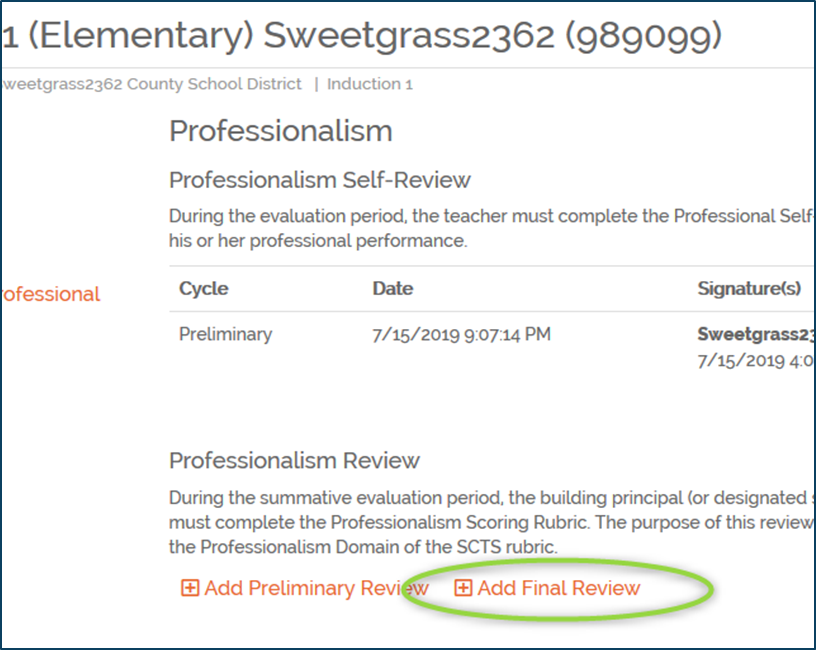 1 (Elementary) Sweetgrass2362 (989099)
weetgrass2362 County School District | Induction 1
Professionalism
Professionalism Self-Review
During the evaluation period, the teacher must complete the Professional Self-
his or her professional performance.
rofessional
Cycle Date Signature(s)
Preliminary 7/15/2019 9:07:14 PM Sweetgrass23
7/15/2019 4:0
Professionalism Review
During the summative evaluation period, the building principal (or designated s
must complete the Professionalism Scoring Rubric. The purpose of this review
the Professionalism Domain of the SCTS rubric.
Add Preliminary Review Add Final Review